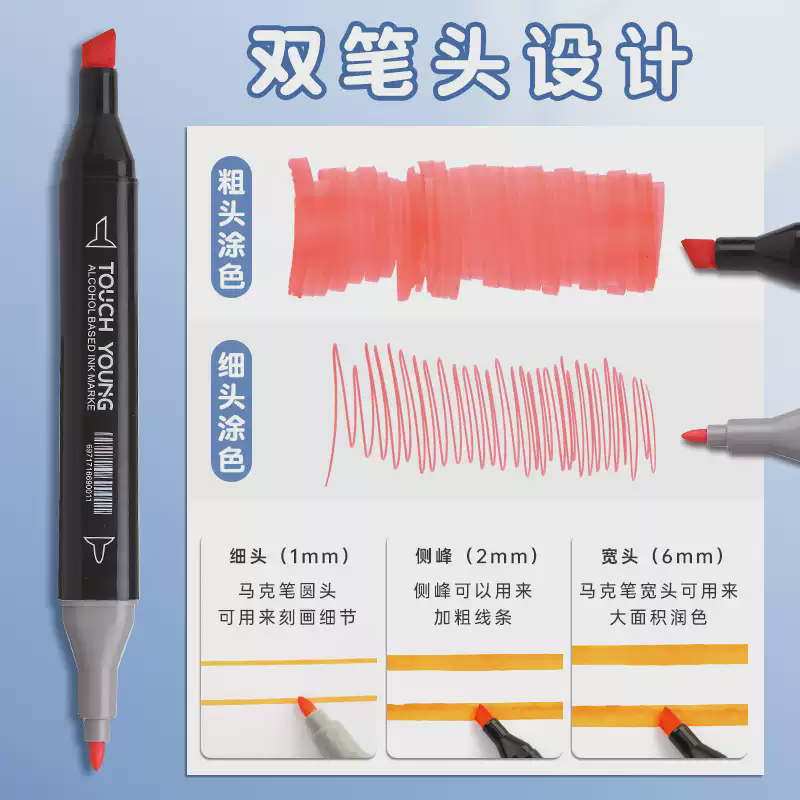 双笔头设计
粗头涂色
TOUCH YOUNG
ALCOHOL BASED INK MARKE
6971716690011
细头涂色
细头（1mm）
马克笔圆头
可用来刻画细节
侧峰（2mm）
侧峰可以用来
加粗线条
宽头（6mm）
马克笔宽头可用来
大面积润色